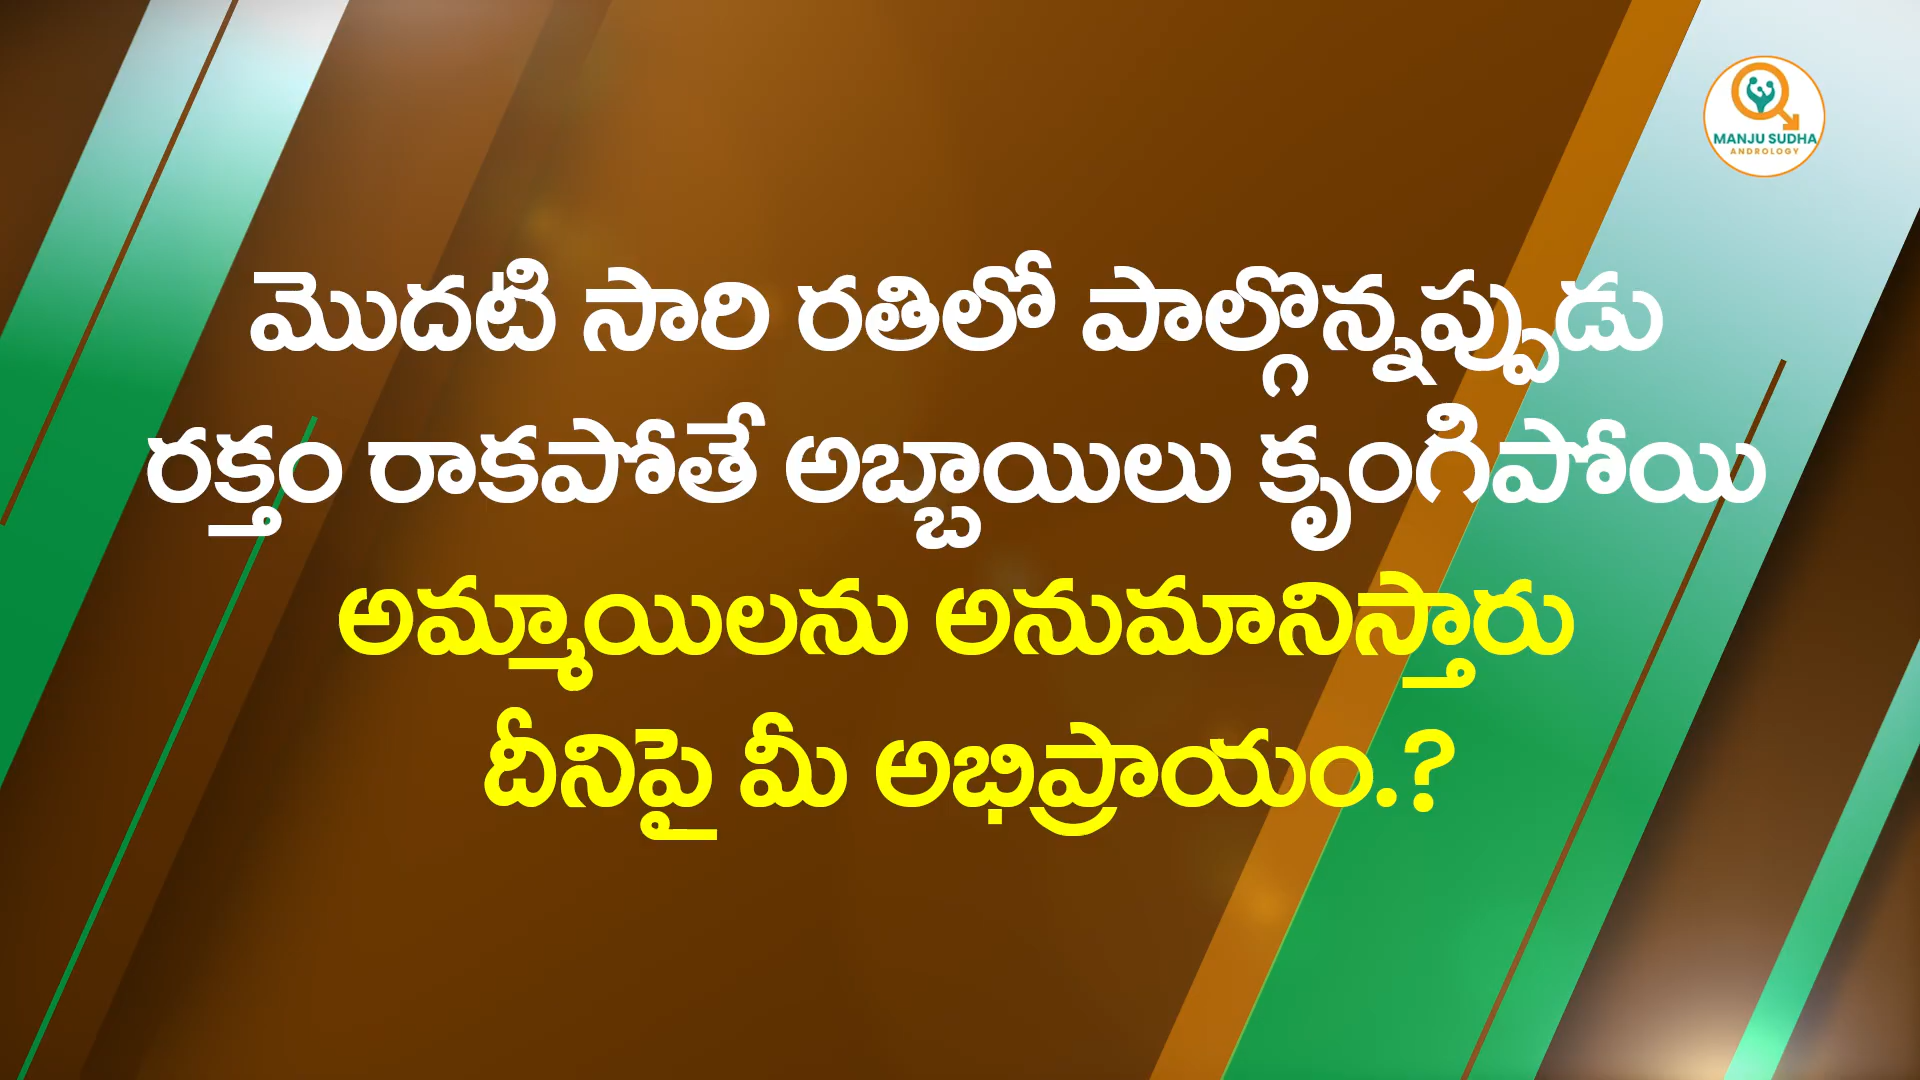 MANJU SUDHA
ANDROLOGY
మొదటి సారి రతిలో పాల్గొన్నప్పుడు
రక్తం రాకపోతే అబ్బాయిలు కృంగిపోయి
అమ్మాయిలను అనుమానిస్తారు
దీనిపై మీ అభిప్రాయం.?